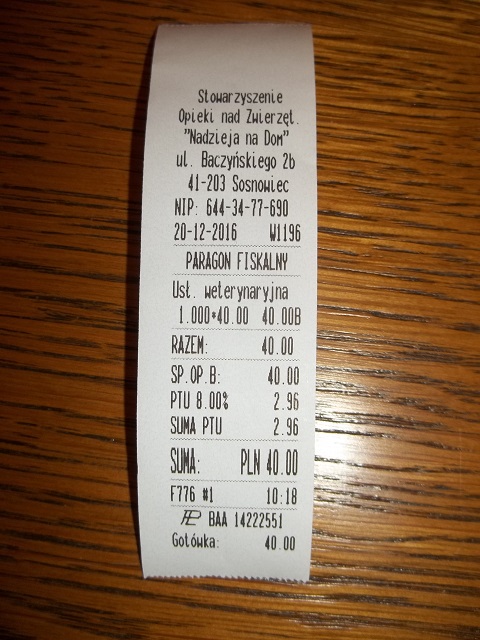 Stowarzyszenie
Opieki nad Zwierzęt.
"Nadzieja na Dom"
ul. Baczyńskiego 2b
41-203 Sosnowiec
NIP: 644-34-77-690
20-12-2016 W1196
PARAGON FISKALNY
Usł. weterynaryjna
1.000*40.00 40.00B
RAZEM: 40.00
SP.OP.B: 40.00
PTU 8.00% 2.96
SUMA PTU 2.96
SUMA: PLN 40.00
F776 #1 10:18
BAA 14222551
Gotówka: 40.00